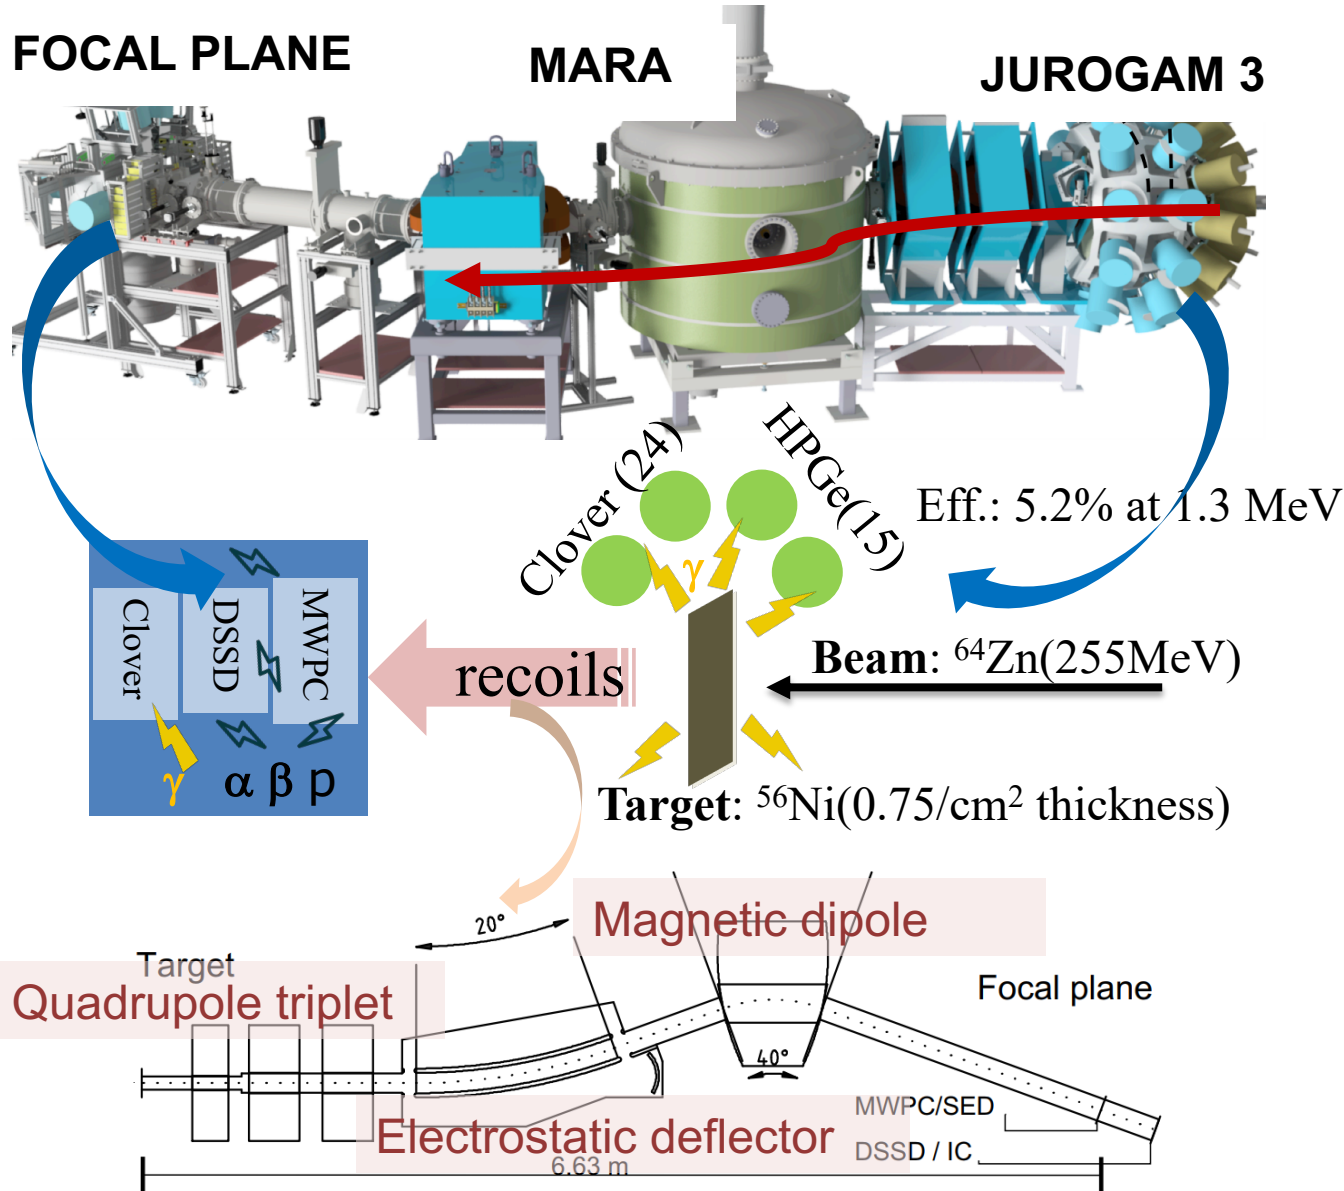 FOCAL PLANE
MARA
JUROGAM 3
Clover (24)
HPGe(15)
Eff.: 5.2% at 1.3 MeV
γ
Clover
DSSD
MWPC
recoils
Beam: ⁶⁴Zn(255MeV)
γ
α β p
Target: ⁵⁶Ni(0.75/cm² thickness)
20°
Magnetic dipole
Target
Quadrupole triplet
Focal plane
40°
MWPC/SED
Electrostatic deflector
DSSD / IC
6.63 m